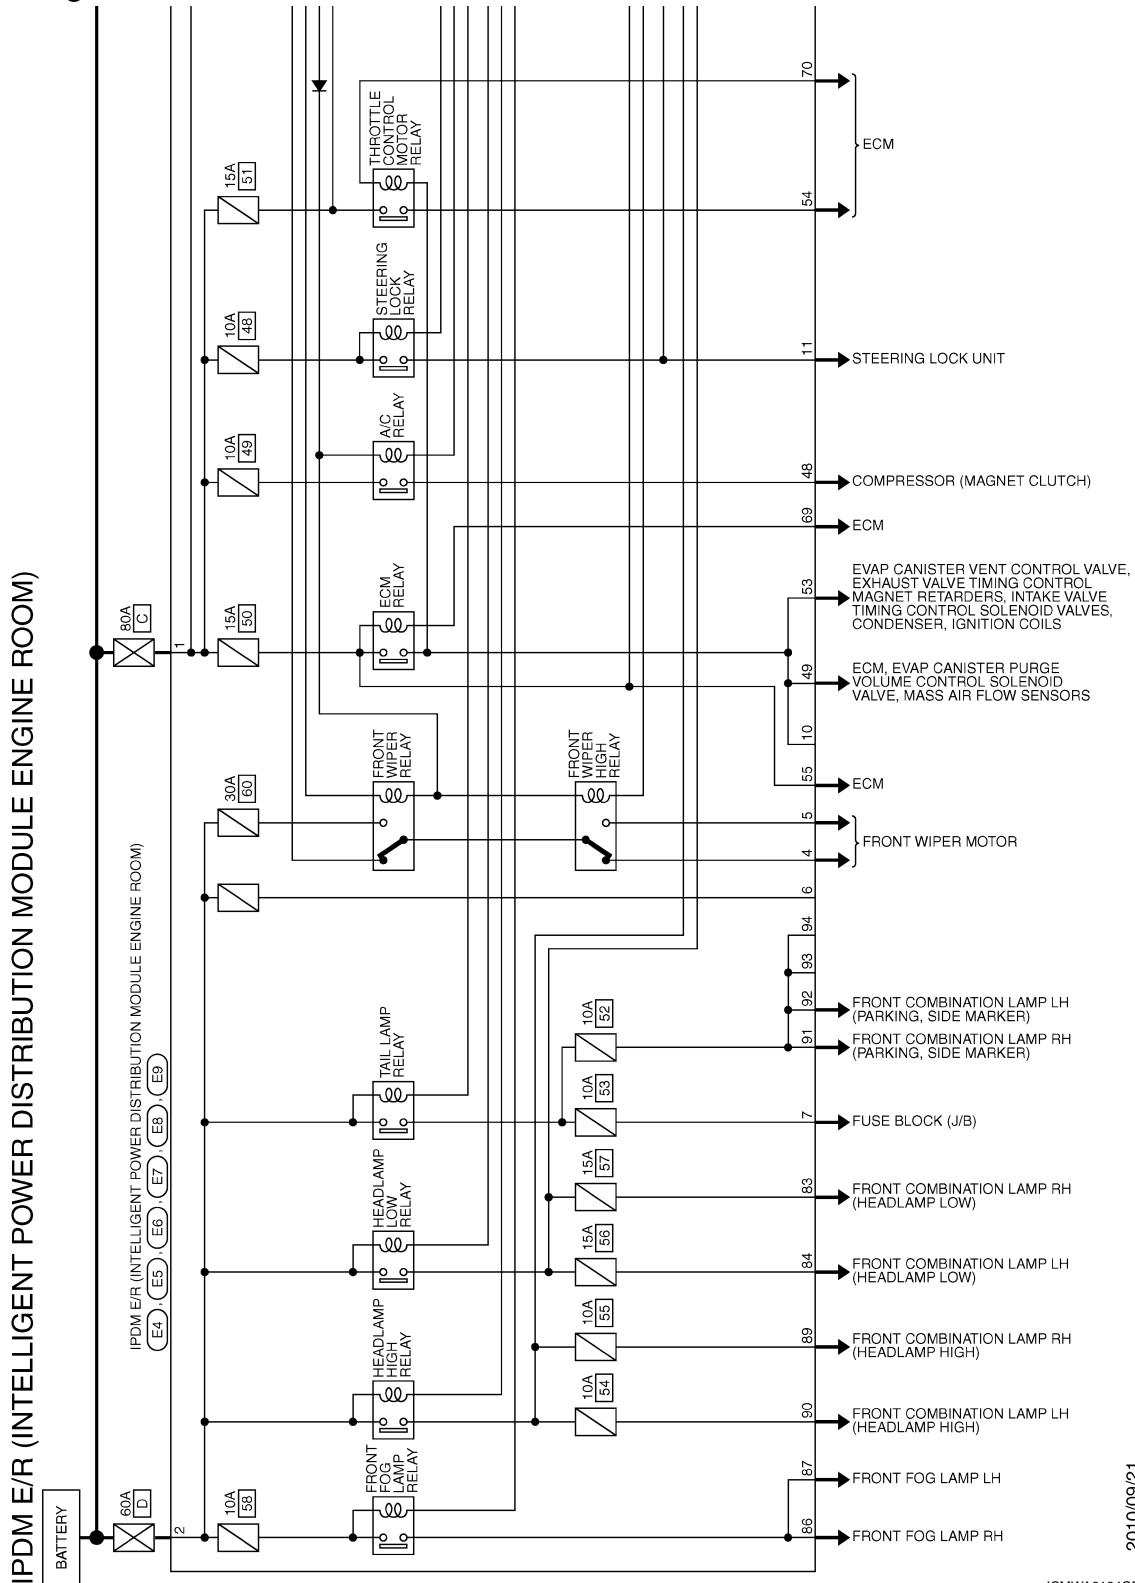 IPDM E/R (INTELLIGENT POWER DISTRIBUTION MODULE ENGINE ROOM)
BATTERY
80A
C
1
60A
D
2
IPDM E/R (INTELLIGENT POWER DISTRIBUTION MODULE ENGINE ROOM)
E4 , E5 , E6 , E7 , E8 , E9
15A
51
THROTTLE
CONTROL
MOTOR
RELAY
70
54
ECM
10A
48
STEERING
LOCK
RELAY
11
STEERING LOCK UNIT
10A
49
A/C
RELAY
48
COMPRESSOR (MAGNET CLUTCH)
69
ECM
15A
50
ECM
RELAY
53
EVAP CANISTER VENT CONTROL VALVE,
EXHAUST VALVE TIMING CONTROL
MAGNET RETARDERS, INTAKE VALVE
TIMING CONTROL SOLENOID VALVES,
CONDENSER, IGNITION COILS
49
ECM, EVAP CANISTER PURGE
VOLUME CONTROL SOLENOID
VALVE, MASS AIR FLOW SENSORS
10
55
ECM
30A
60
FRONT
WIPER
RELAY
FRONT
WIPER
HIGH
RELAY
5
4
FRONT WIPER MOTOR
6
94
93
92
FRONT COMBINATION LAMP LH
(PARKING, SIDE MARKER)
10A
52
91
FRONT COMBINATION LAMP RH
(PARKING, SIDE MARKER)
TAIL LAMP
RELAY
10A
53
7
FUSE BLOCK (J/B)
15A
57
83
FRONT COMBINATION LAMP RH
(HEADLAMP LOW)
HEADLAMP
LOW
RELAY
15A
56
84
FRONT COMBINATION LAMP LH
(HEADLAMP LOW)
10A
55
89
FRONT COMBINATION LAMP RH
(HEADLAMP HIGH)
HEADLAMP
HIGH
RELAY
10A
54
90
FRONT COMBINATION LAMP LH
(HEADLAMP HIGH)
87
FRONT FOG LAMP LH
10A
58
FRONT
FOG
LAMP
RELAY
86
FRONT FOG LAMP RH
2010/09/21